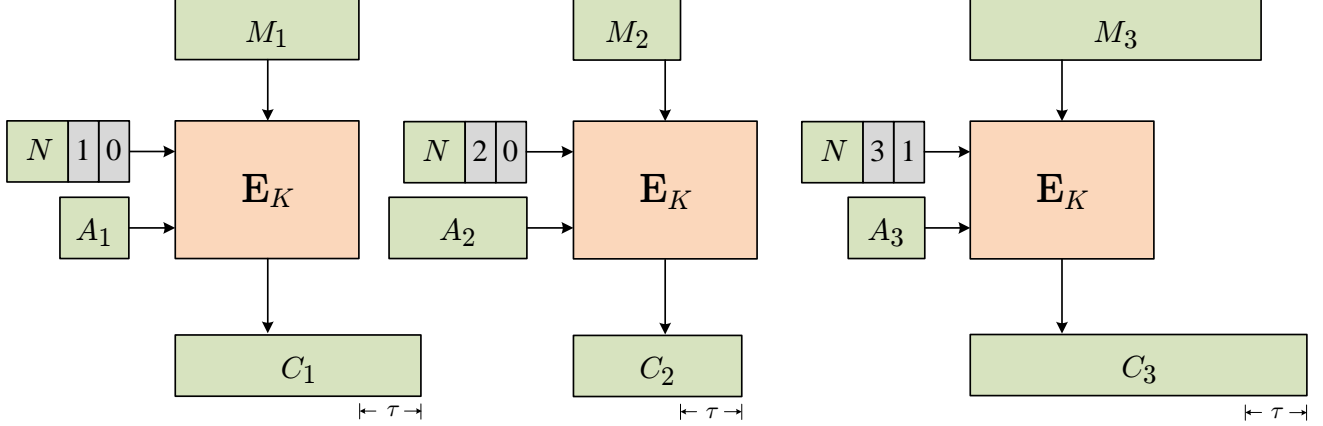 M1 M2 M3
N 1 0 N 2 0 N 3 1
EK EK EK
A1 A2 A3
C1 C2 C3
τ τ τ